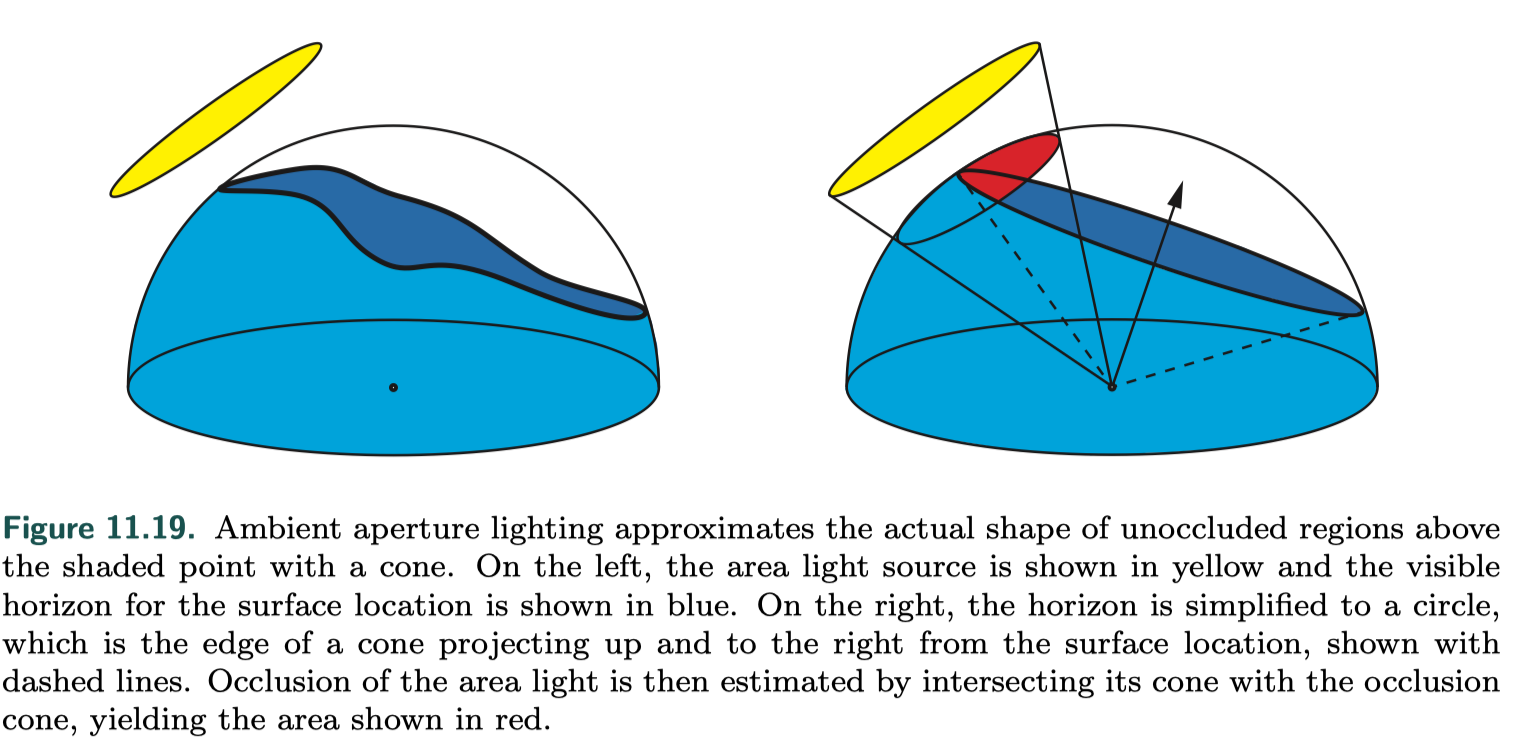 Figure 11.19. Ambient aperture lighting approximates the actual shape of unoccluded regions above
the shaded point with a cone. On the left, the area light source is shown in yellow and the visible
horizon for the surface location is shown in blue. On the right, the horizon is simplified to a circle,
which is the edge of a cone projecting up and to the right from the surface location, shown with
dashed lines. Occlusion of the area light is then estimated by intersecting its cone with the occlusion
cone, yielding the area shown in red.